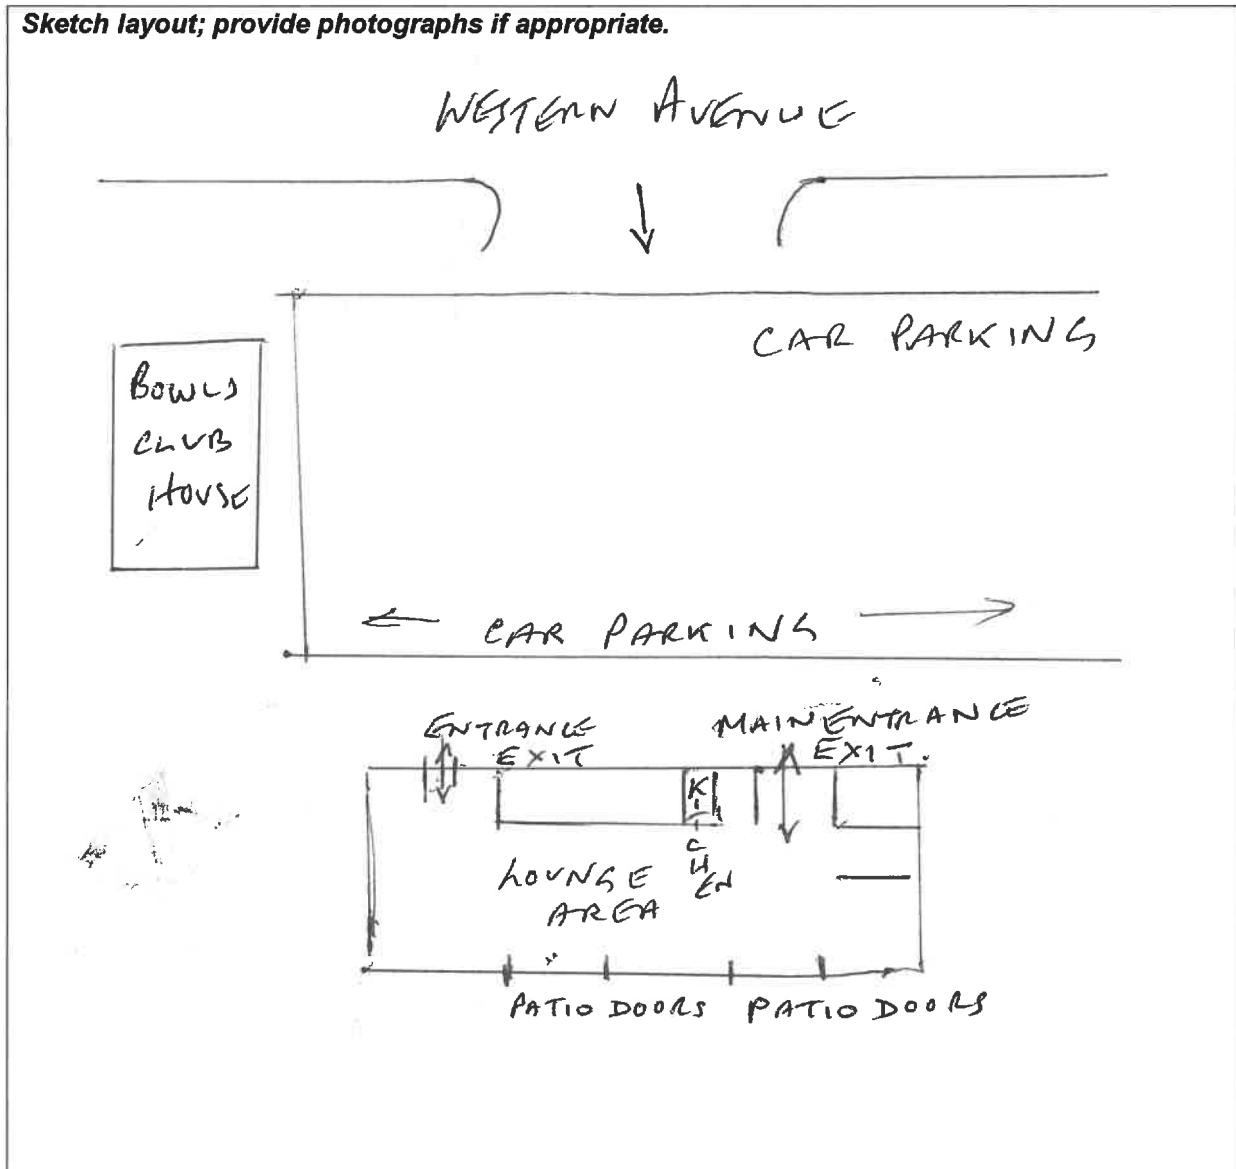 Sketch layout; provide photographs if appropriate.
WESTERN AVENUE
CAR PARKING
BOWLS
CLUB
HOUSE
CAR PARKING
ENTRANCE
EXIT
MAIN ENTRANCE
EXIT.
KITCHEN
LOUNGE
AREA
PATIO DOORS PATIO DOORS